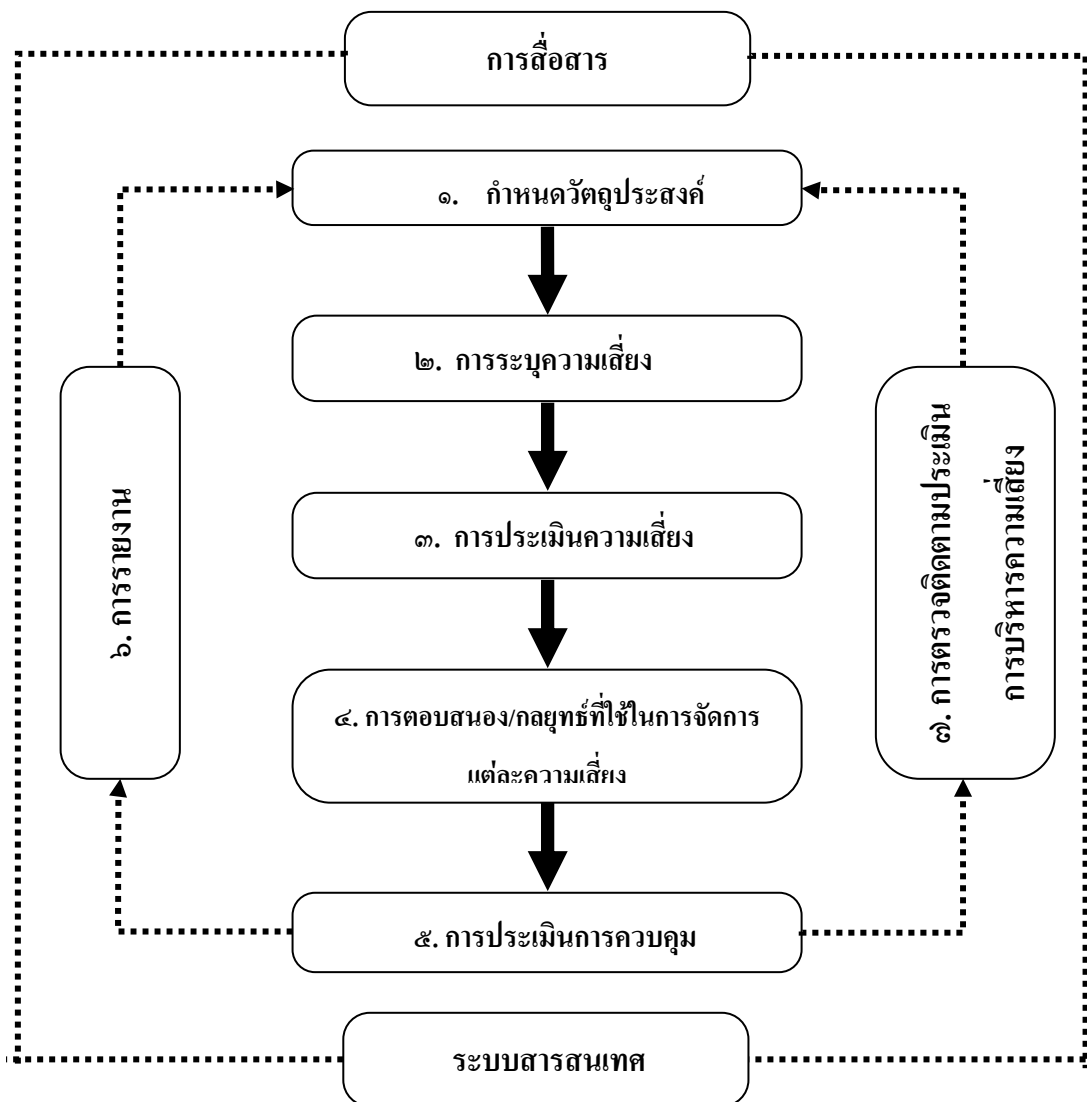 การสื่อสาร
๑. กำหนดวัตถุประสงค์
๒. การระบุความเสี่ยง
๓. การประเมินความเสี่ยง
๔. การตอบสนอง/กลยุทธ์ที่ใช้ในการจัดการ
แต่ละความเสี่ยง
๕. การประเมินการควบคุม
๖. การรายงาน
๗. การตรวจติดตามประเมิน
การบริหารความเสี่ยง
ระบบสารสนเทศ